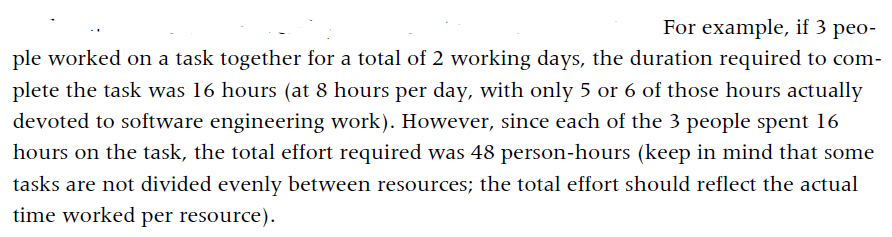 For example, if 3 peo-
ple worked on a task together for a total of 2 working days, the duration required to com-
plete the task was 16 hours (at 8 hours per day, with only 5 or 6 of those hours actually
devoted to software engineering work). However, since each of the 3 people spent 16
hours on the task, the total effort required was 48 person-hours (keep in mind that some
tasks are not divided evenly between resources; the total effort should reflect the actual
time worked per resource).